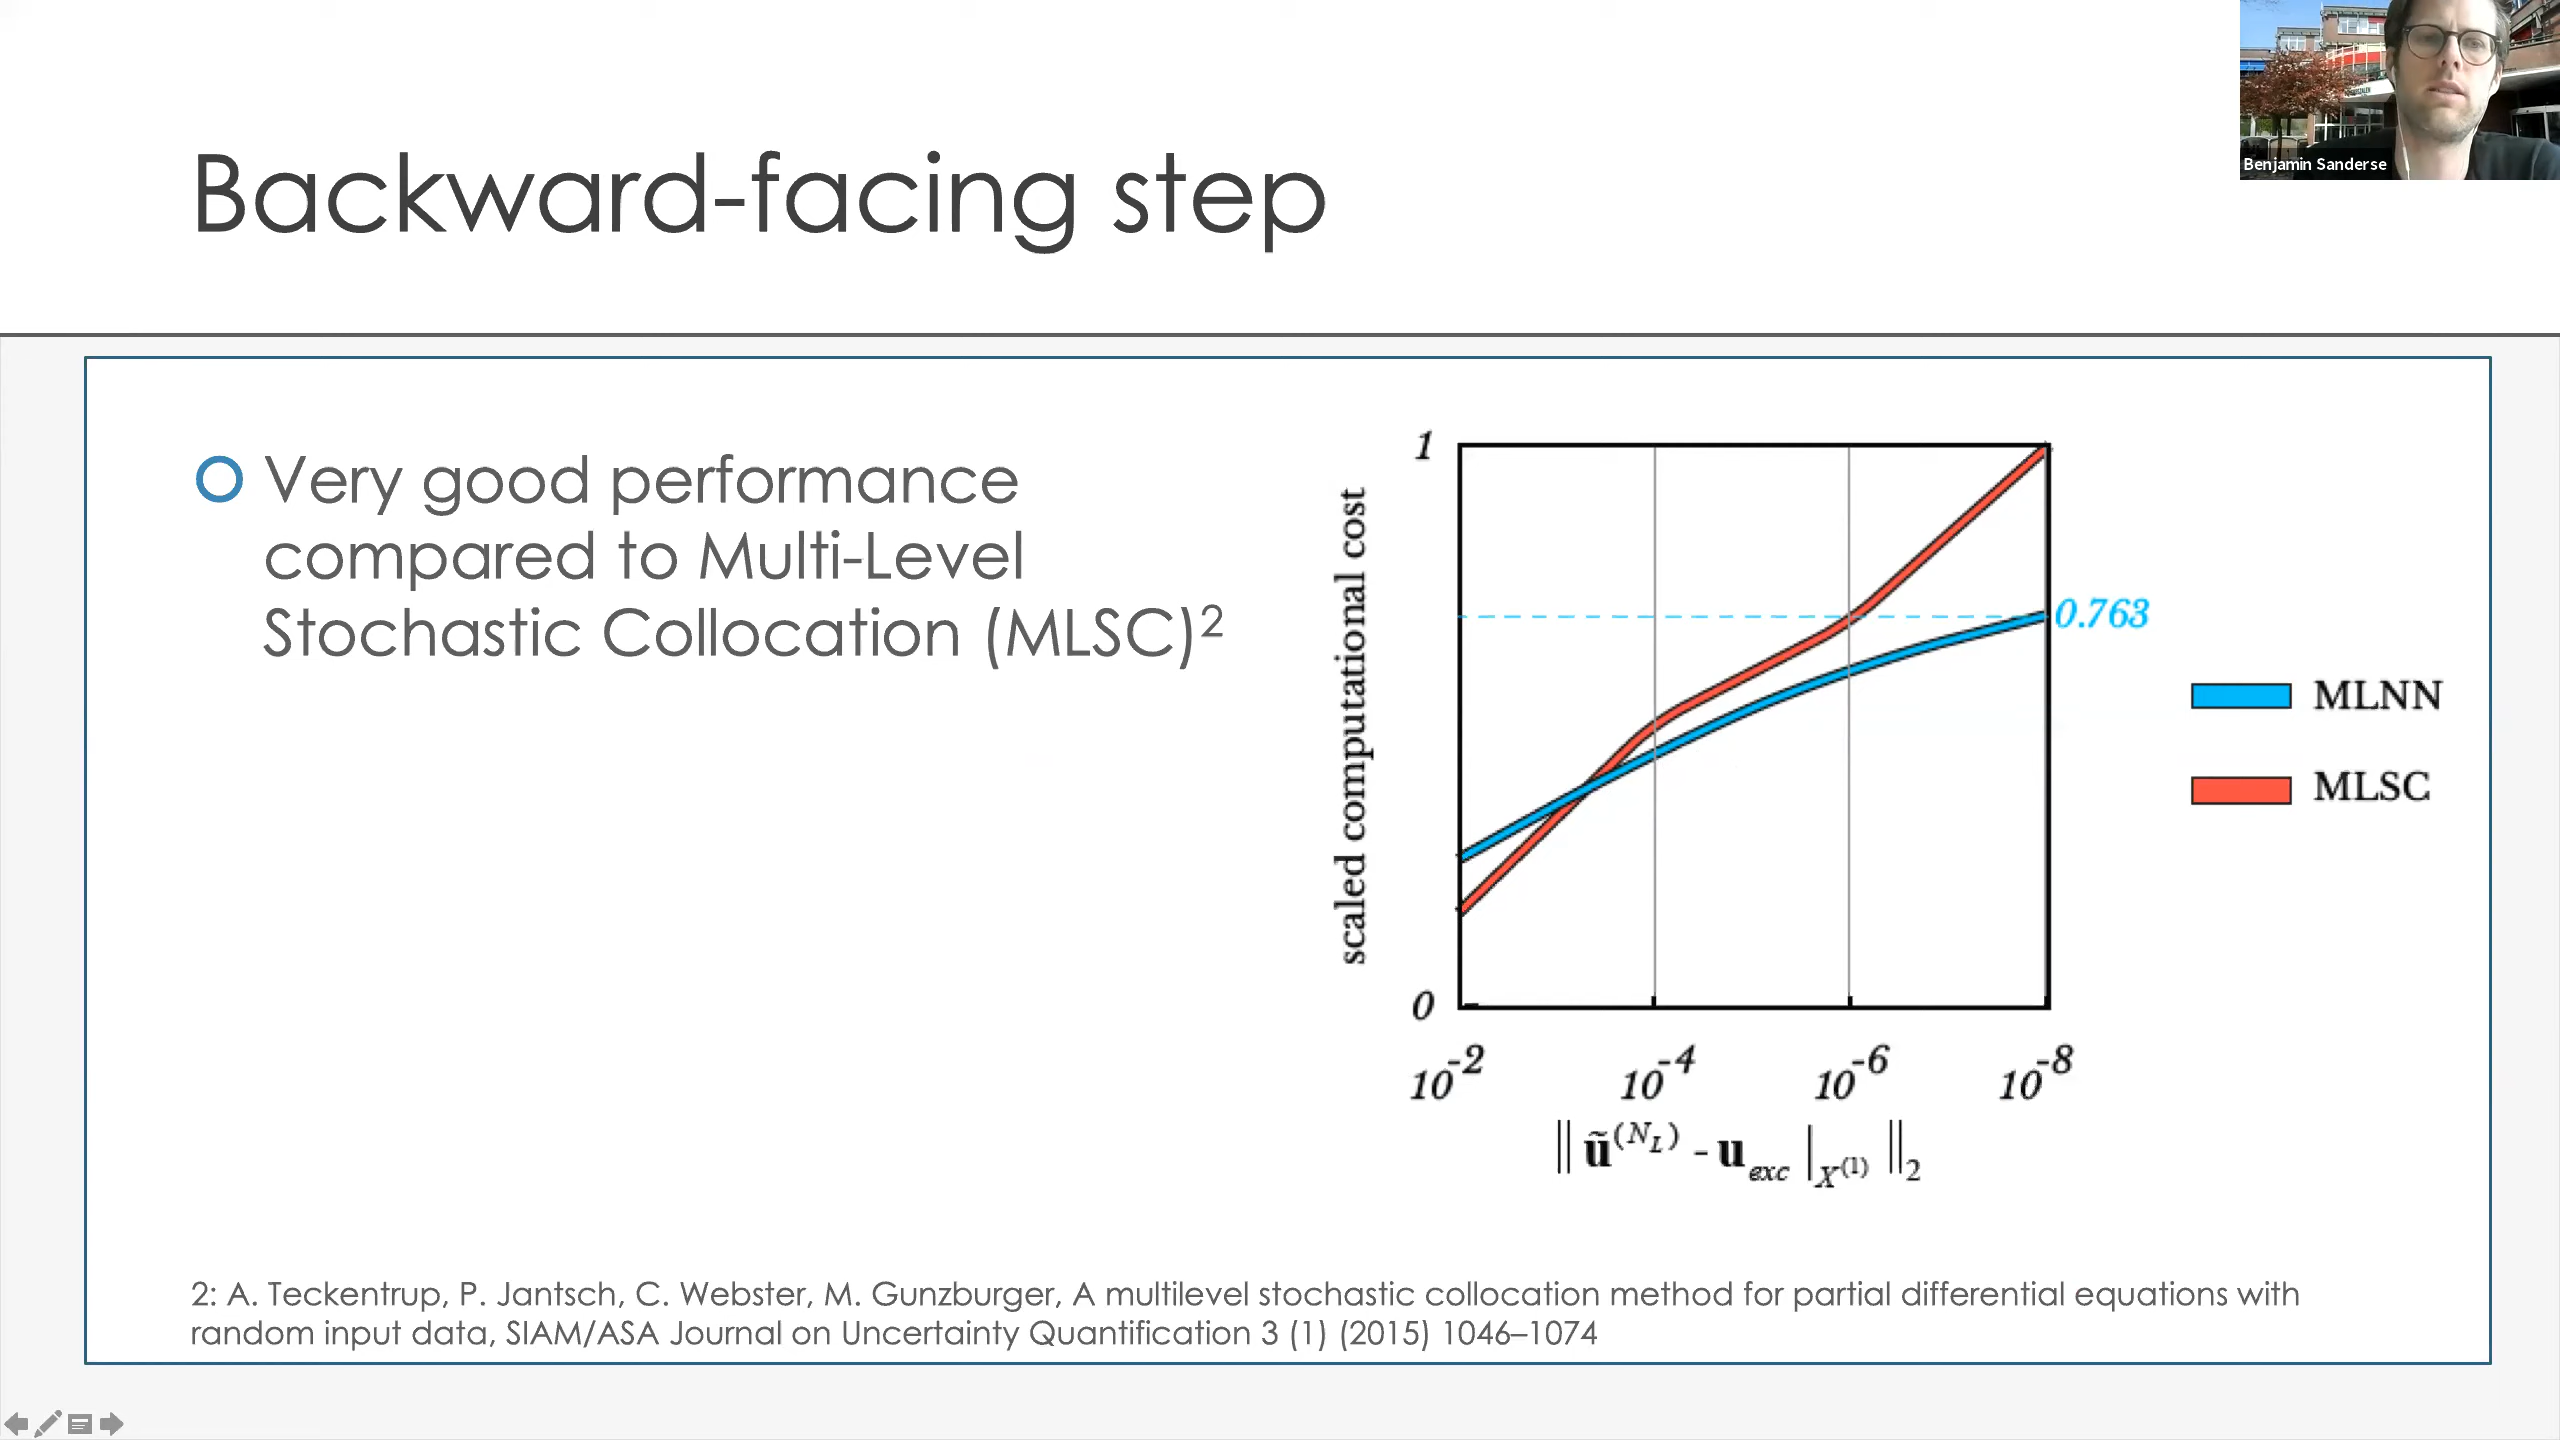 Backward-facing step
Benjamin Sanderse
Very good performance
compared to Multi-Level
Stochastic Collocation (MLSC)²
scaled computational cost
1
0
0.763
MLNN
MLSC
10⁻² 10⁻⁴ 10⁻⁶ 10⁻⁸
‖ ũ^(N_L) - u_exc |_X^(1) ‖₂
2: A. Teckentrup, P. Jantsch, C. Webster, M. Gunzburger, A multilevel stochastic collocation method for partial differential equations with
random input data, SIAM/ASA Journal on Uncertainty Quantification 3 (1) (2015) 1046–1074